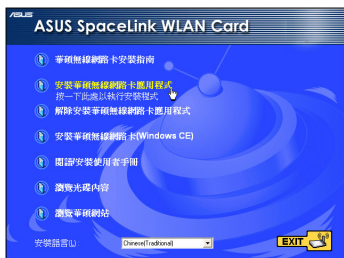 ASUS
ASUS SpaceLink WLAN Card
華碩無線網路卡安裝指南
安裝華碩無線網路卡應用程式
按一下此處以執行安裝程式
解除安裝華碩無線網路卡應用程式
安裝華碩無線網路卡(Windows CE)
閱讀/安裝使用者手冊
瀏覽光碟內容
瀏覽華碩網站
安裝語言(L):
Chinese(Traditional)
EXIT